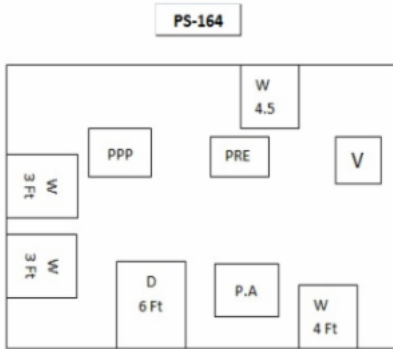 PS-164
W
4.5
PPP
PRE
V
W
3 Ft
W
3 Ft
D
6 Ft
P.A
W
4 Ft